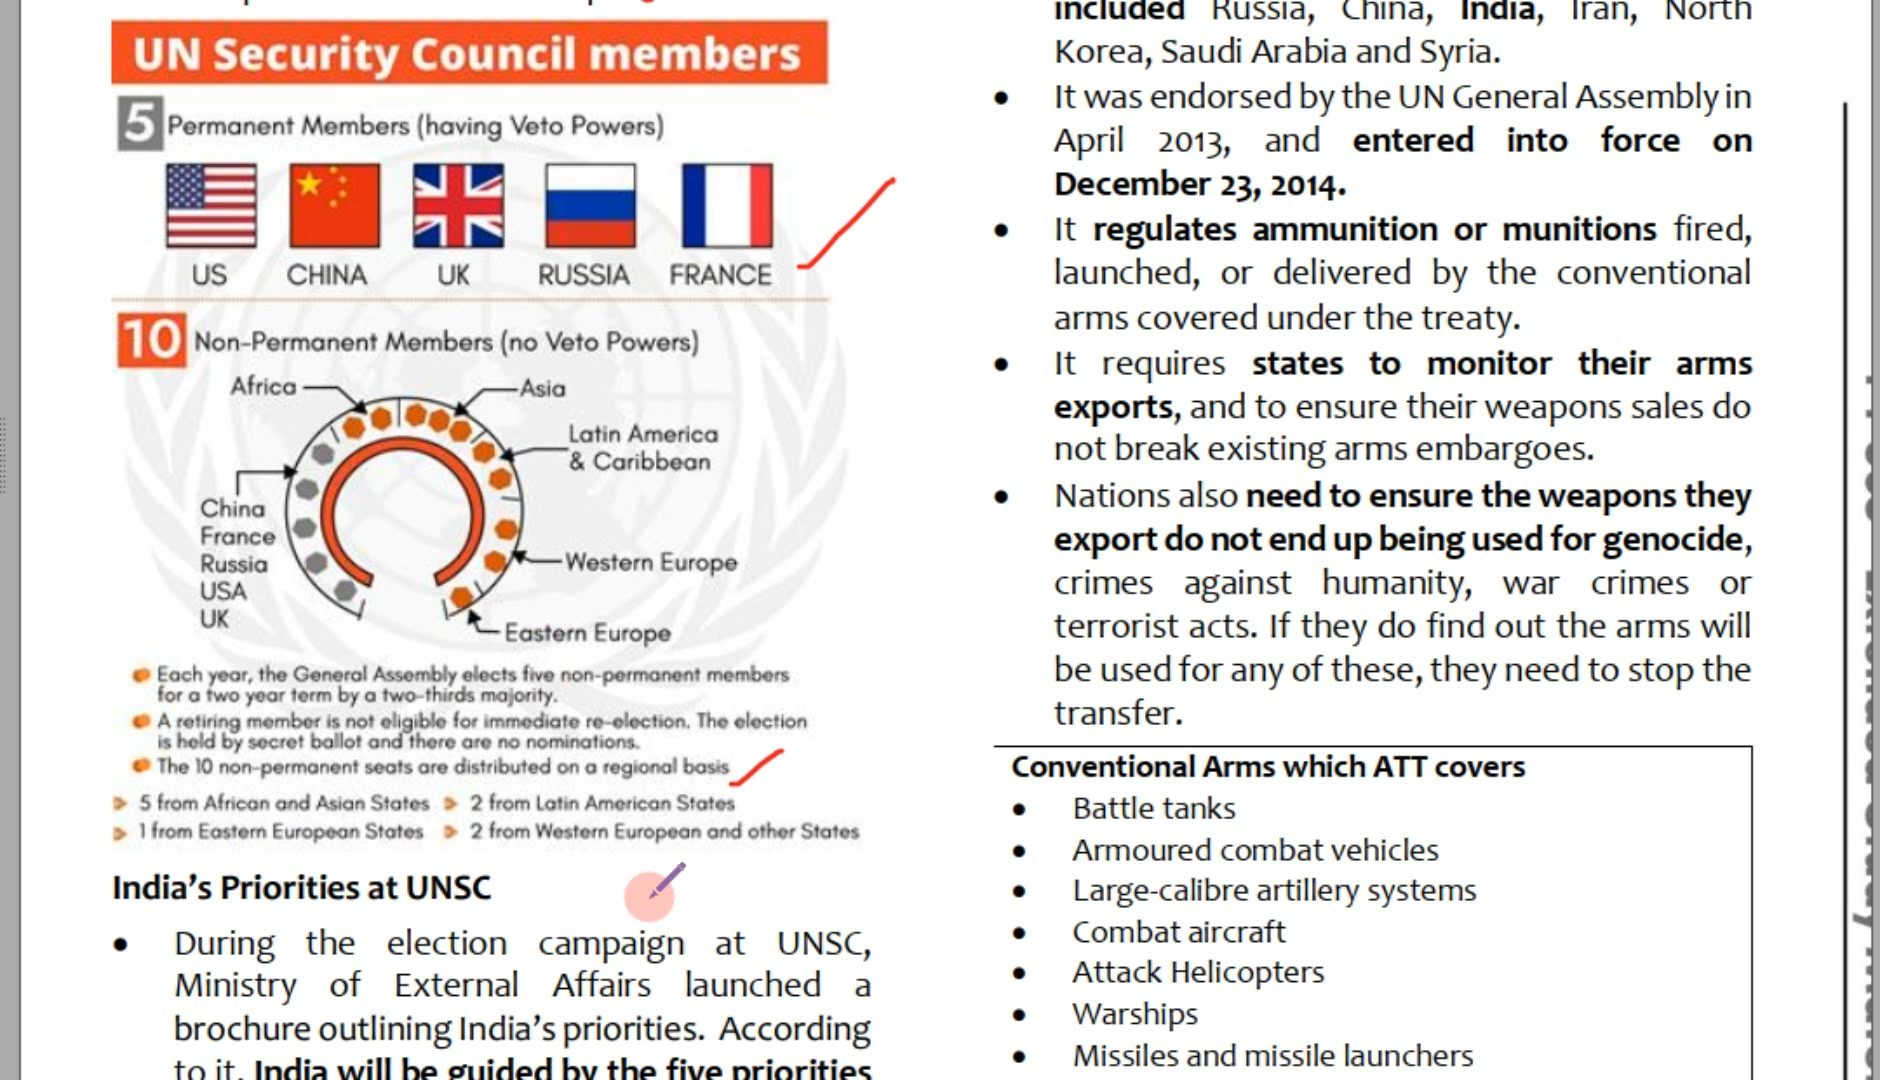 UN Security Council members
5 Permanent Members (having Veto Powers)
US CHINA UK RUSSIA FRANCE
10 Non-Permanent Members (no Veto Powers)
Africa
Asia
Latin America
& Caribbean
China
France
Russia
USA
UK
Western Europe
Eastern Europe
Each year, the General Assembly elects five non-permanent members
for a two year term by a two-thirds majority.
A retiring member is not eligible for immediate re-election. The election
is held by secret ballot and there are no nominations.
The 10 non-permanent seats are distributed on a regional basis
5 from African and Asian States 2 from Latin American States
1 from Eastern European States 2 from Western European and other States
India’s Priorities at UNSC
• During the election campaign at UNSC,
Ministry of External Affairs launched a
brochure outlining India’s priorities. According
to it, India will be guided by the five priorities
included Russia, China, India, Iran, North
Korea, Saudi Arabia and Syria.
• It was endorsed by the UN General Assembly in
April 2013, and entered into force on
December 23, 2014.
• It regulates ammunition or munitions fired,
launched, or delivered by the conventional
arms covered under the treaty.
• It requires states to monitor their arms
exports, and to ensure their weapons sales do
not break existing arms embargoes.
• Nations also need to ensure the weapons they
export do not end up being used for genocide,
crimes against humanity, war crimes or
terrorist acts. If they do find out the arms will
be used for any of these, they need to stop the
transfer.
Conventional Arms which ATT covers
• Battle tanks
• Armoured combat vehicles
• Large-calibre artillery systems
• Combat aircraft
• Attack Helicopters
• Warships
• Missiles and missile launchers